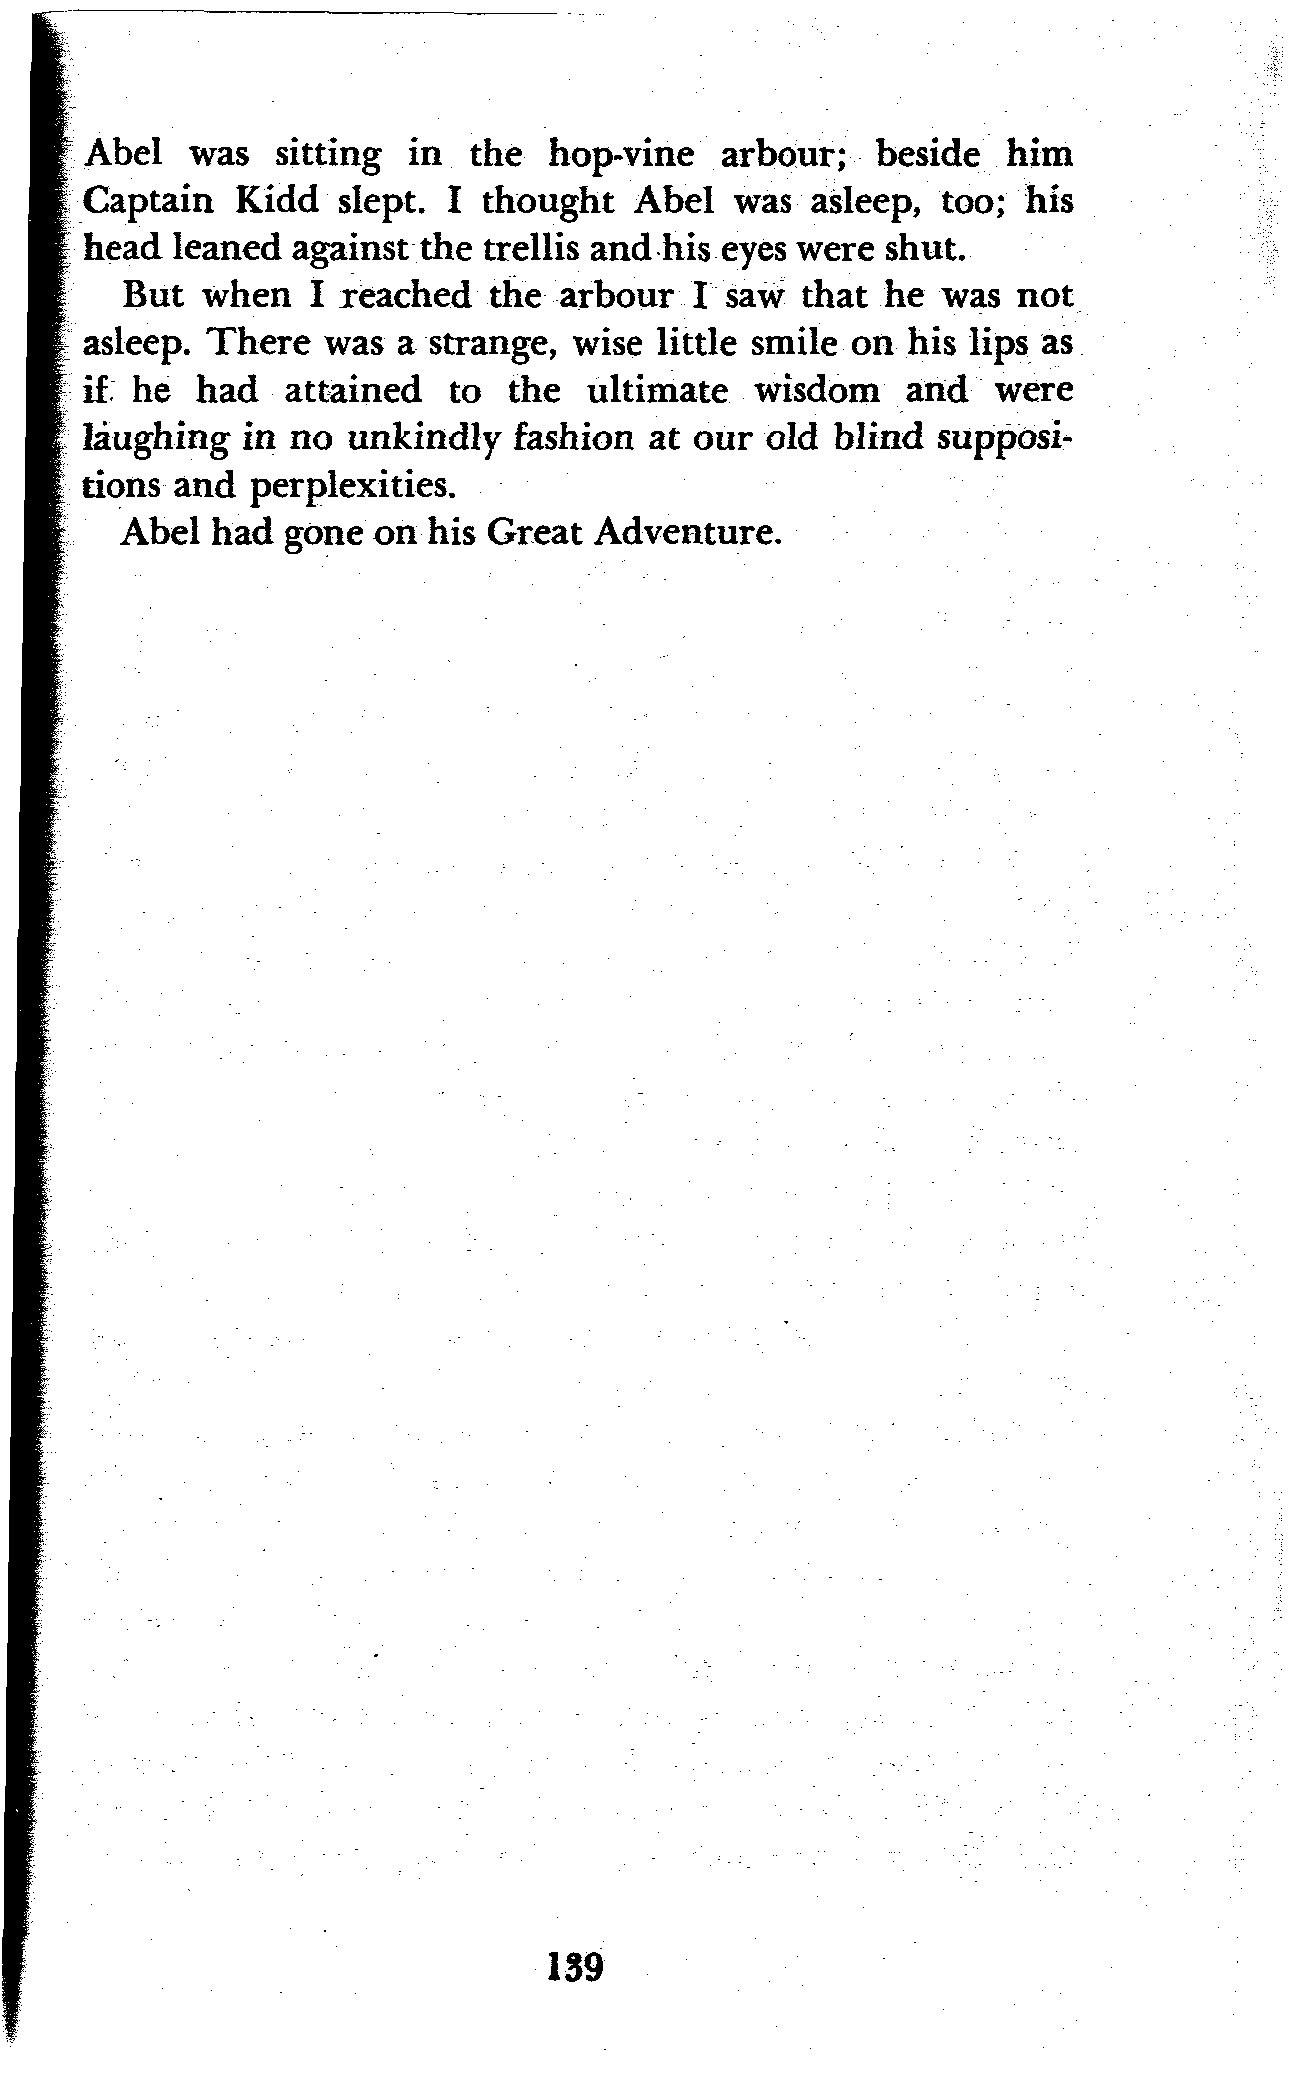 Abel was sitting in the hop-vine arbour; beside him
Captain Kidd slept. I thought Abel was asleep, too; his
head leaned against the trellis and his eyes were shut.
But when I reached the arbour I saw that he was not
asleep. There was a strange, wise little smile on his lips as
if he had attained to the ultimate wisdom and were
laughing in no unkindly fashion at our old blind supposi-
tions and perplexities.
Abel had gone on his Great Adventure.
139